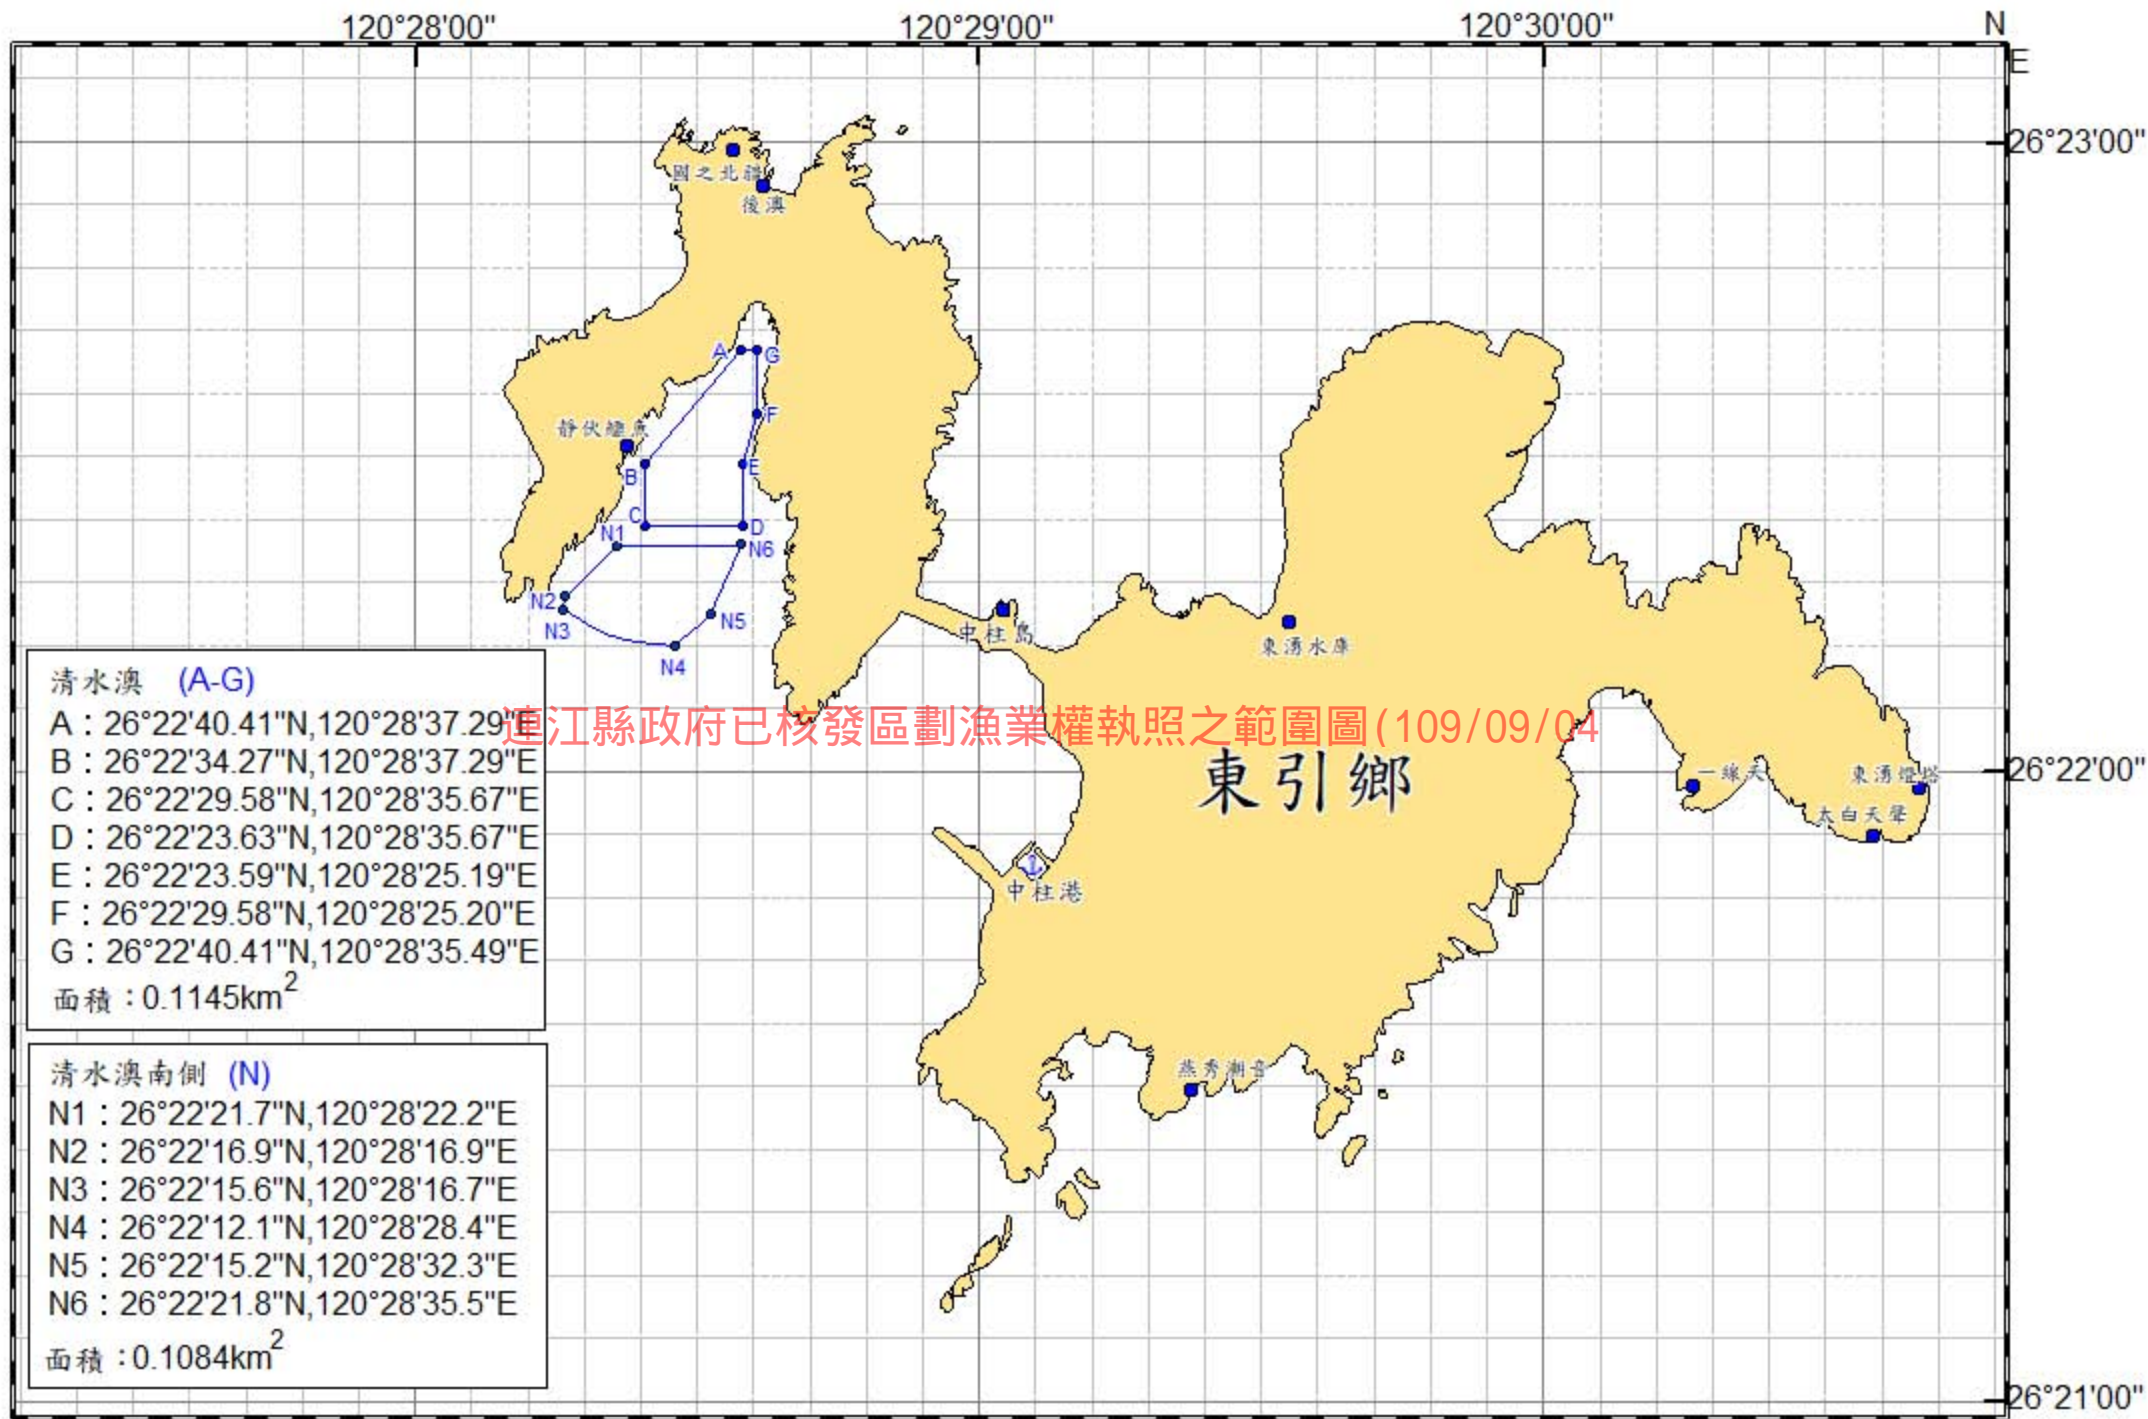 120°28'00"
120°29'00"
120°30'00"
N
E
26°23'00"
國之北疆
後澳
A
G
F
靜伏鱷魚
B
E
C
D
N1
N6
N2
N3
N5
N4
中柱島
東湧水庫
清水澳 (A-G)
A：26°22'40.41"N,120°28'37.29"E
B：26°22'34.27"N,120°28'37.29"E
C：26°22'29.58"N,120°28'35.67"E
D：26°22'23.63"N,120°28'35.67"E
E：26°22'23.59"N,120°28'25.19"E
F：26°22'29.58"N,120°28'25.20"E
G：26°22'40.41"N,120°28'35.49"E
面積：0.1145km²
連江縣政府已核發區劃漁業權執照之範圍圖(109/09/04
東引鄉
26°22'00"
一線天
東湧燈塔
太白天聲
中柱港
清水澳南側 (N)
N1：26°22'21.7"N,120°28'22.2"E
N2：26°22'16.9"N,120°28'16.9"E
N3：26°22'15.6"N,120°28'16.7"E
N4：26°22'12.1"N,120°28'28.4"E
N5：26°22'15.2"N,120°28'32.3"E
N6：26°22'21.8"N,120°28'35.5"E
面積：0.1084km²
燕秀潮音
26°21'00"